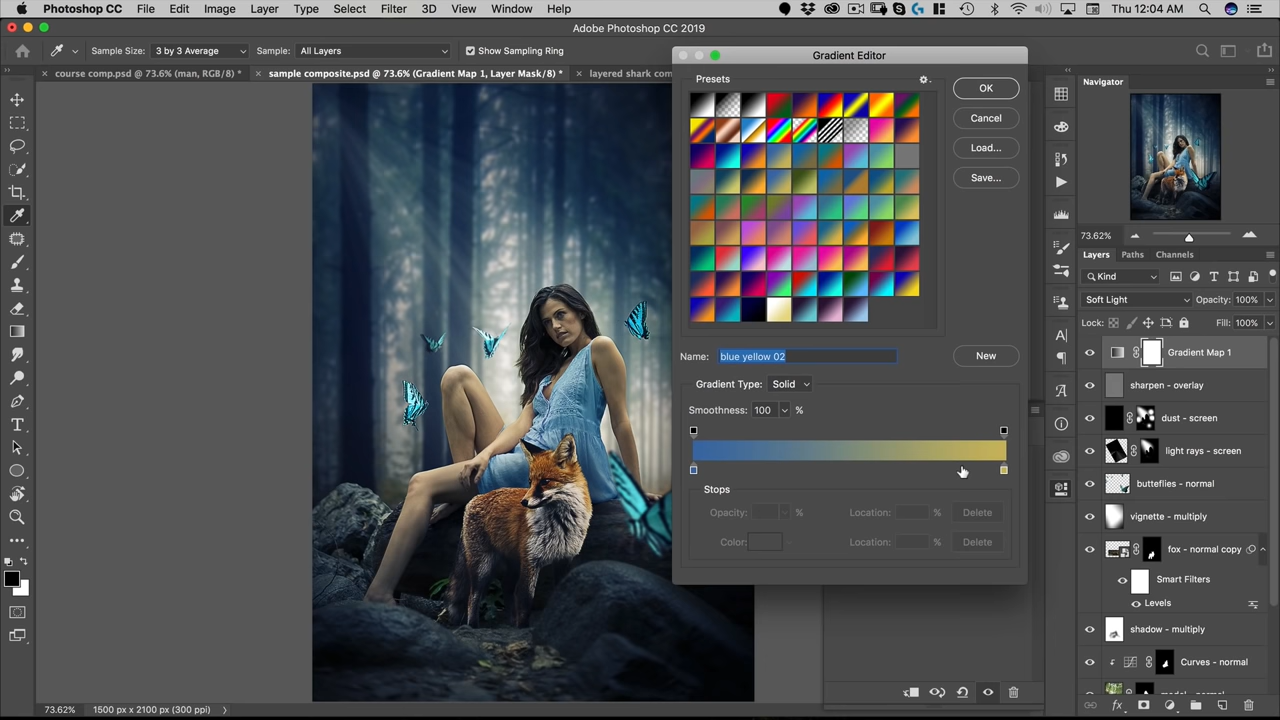 Photoshop CC File Edit Image Layer Type Select Filter 3D View Window Help Thu 12:04 AM
Adobe Photoshop CC 2019
Sample Size: 3 by 3 Average Sample: All Layers Show Sampling Ring
course comp.psd @ 73.6% (man, RGB/8) * sample composite.psd @ 73.6% (Gradient Map 1, Layer Mask/8) * layered shark com
Gradient Editor
Presets
OK
Cancel
Load...
Save...
Name: blue yellow 02 New
Gradient Type: Solid
Smoothness: 100 %
Stops
Opacity: % Location: % Delete
Color: Location: % Delete
Navigator
73.62%
Layers Paths Channels
Kind
Soft Light Opacity: 100%
Lock: Fill: 100%
Gradient Map 1
sharpen - overlay
dust - screen
light rays - screen
butterflies - normal
vignette - multiply
fox - normal copy
Smart Filters
Levels
shadow - multiply
Curves - normal
73.62% 1500 px x 2100 px (300 ppi)